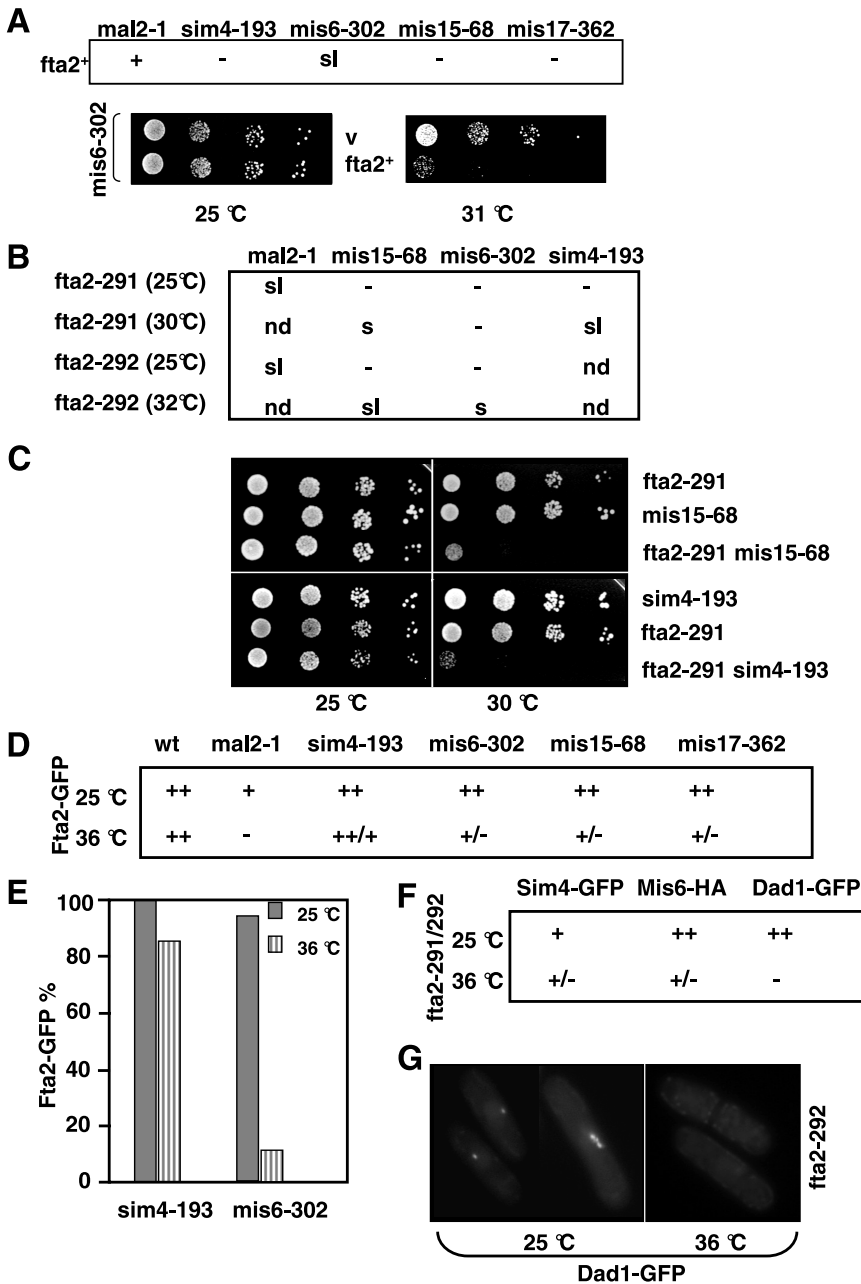 A
mal2-1 sim4-193 mis6-302 mis15-68 mis17-362
fta2+ + - sl - -
mis6-302
v
fta2+
25 °C 31 °C
B
mal2-1 mis15-68 mis6-302 sim4-193
fta2-291 (25°C) sl - - -
fta2-291 (30°C) nd s - sl
fta2-292 (25°C) sl - - nd
fta2-292 (32°C) nd sl s nd
C
fta2-291
mis15-68
fta2-291 mis15-68
sim4-193
fta2-291
fta2-291 sim4-193
25 °C 30 °C
D
wt mal2-1 sim4-193 mis6-302 mis15-68 mis17-362
Fta2-GFP
25 °C ++ + ++ ++ ++ ++
36 °C ++ - ++/+ +/- +/- +/-
E
Fta2-GFP %
100
80
60
40
20
0
25 °C
36 °C
sim4-193 mis6-302
F
Sim4-GFP Mis6-HA Dad1-GFP
fta2-291/292
25 °C + ++ ++
36 °C +/- +/- -
G
fta2-292
25 °C 36 °C
Dad1-GFP